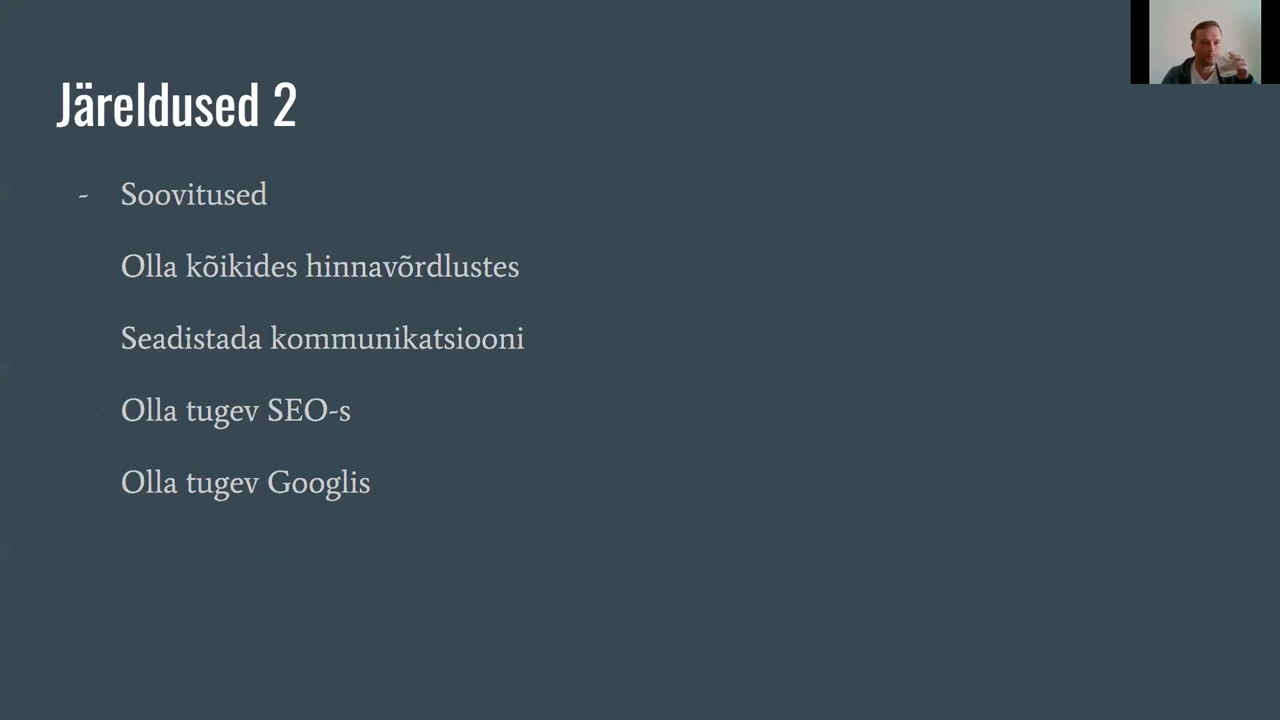 Järeldused 2
- Soovitused
Olla kõikides hinnavõrdlustes
Seadistada kommunikatsiooni
Olla tugev SEO-s
Olla tugev Googlis